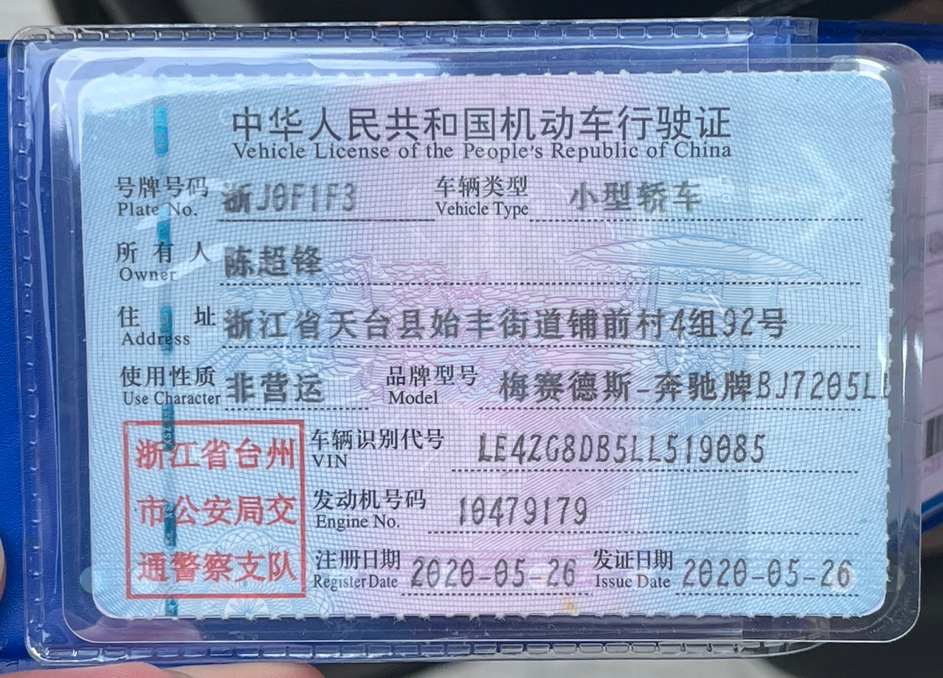 中华人民共和国机动车行驶证
Vehicle License of the People's Republic of China
号牌号码 浙J0F1F3 车辆类型 小型轿车
Plate No. Vehicle Type
所有人 陈超锋
Owner
住址 浙江省天台县始丰街道铺前村4组92号
Address
使用性质 非营运 品牌型号 梅赛德斯-奔驰牌BJ7205L
Use Character Model
浙江省台州 车辆识别代号 LE4ZG8DB5LL519085
VIN
市公安局交 发动机号码 10479179
Engine No.
通警察支队 注册日期 2020-05-26 发证日期 2020-05-26
Register Date Issue Date